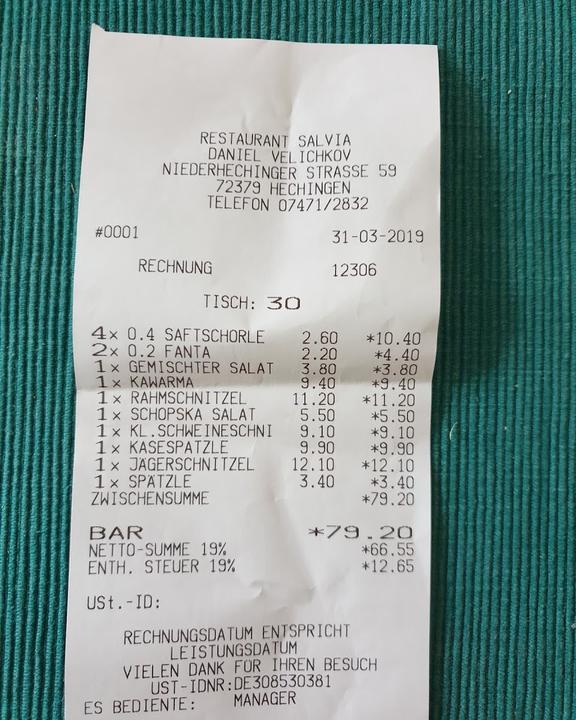 RESTAURANT SALVIA
DANIEL VELICHKOV
NIEDERHECHINGER STRASSE 59
72379 HECHINGEN
TELEFON 07471/2832
#0001 31-03-2019
RECHNUNG 12306
TISCH: 30
4x 0.4 SAFTSCHORLE 2.60 *10.40
2x 0.2 FANTA 2.20 *4.40
1x GEMISCHTER SALAT 3.80 *3.80
1x KAWARMA 9.40 *9.40
1x RAHMSCHNITZEL 11.20 *11.20
1x SCHOPSKA SALAT 5.50 *5.50
1x KL.SCHWEINESCHNI 9.10 *9.10
1x KÄSESPÄTZLE 9.90 *9.90
1x JÄGERSCHNITZEL 12.10 *12.10
1x SPÄTZLE 3.40 *3.40
ZWISCHENSUMME *79.20
BAR *79.20
NETTO-SUMME 19% *66.55
ENTH. STEUER 19% *12.65
USt.-ID:
RECHNUNGSDATUM ENTSPRICHT
LEISTUNGSDATUM
VIELEN DANK FÜR IHREN BESUCH
UST-IDNR:DE308530381
ES BEDIENTE: MANAGER